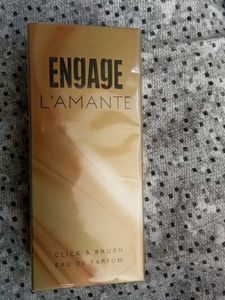 ENGAGE
L'AMANTE
CLICK & BRUSH
EAU DE PARFUM